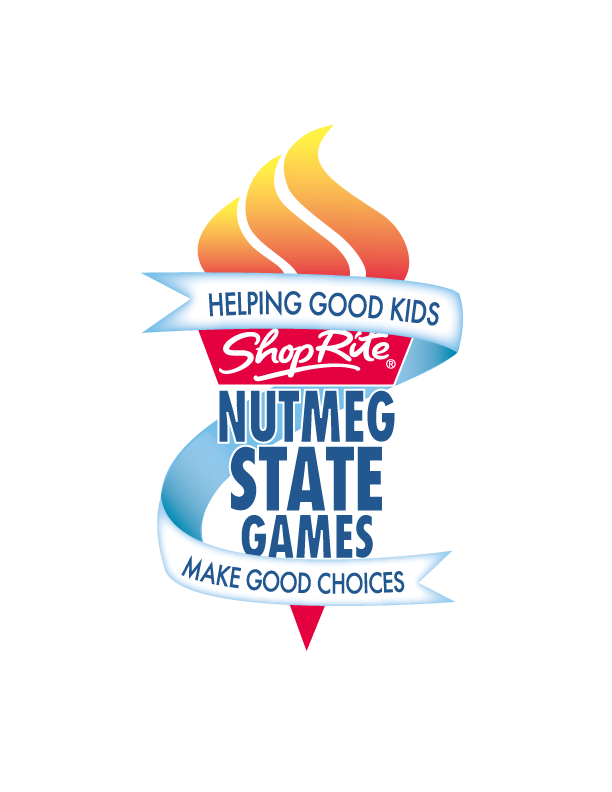 HELPING GOOD KIDS
ShopRite®
NUTMEG
STATE
GAMES
MAKE GOOD CHOICES